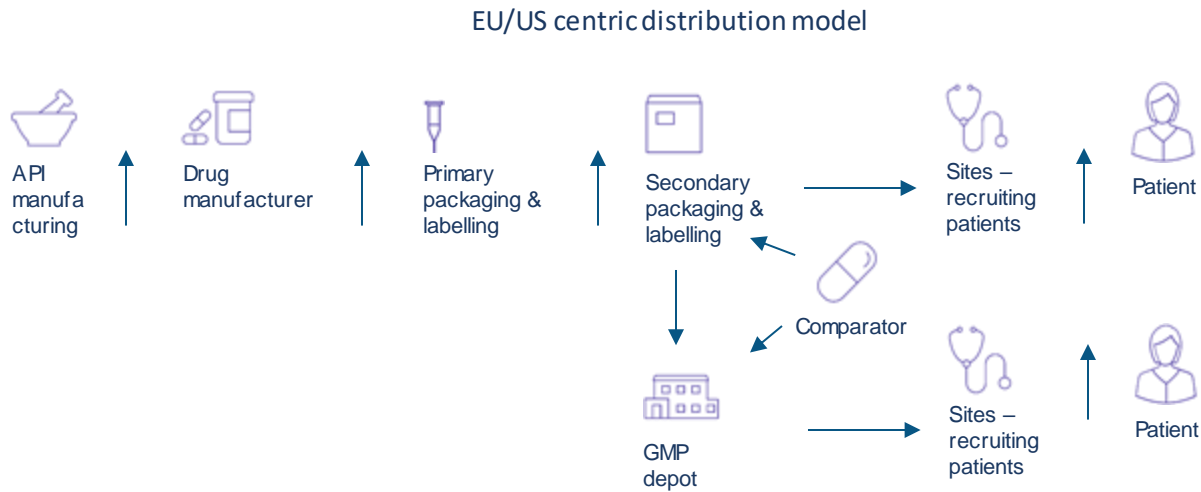 EU/US centric distribution model
API
manufa
cturing
Drug
manufacturer
Primary
packaging &
labelling
Secondary
packaging &
labelling
Sites –
recruiting
patients
Patient
Comparator
GMP
depot
Sites –
recruiting
patients
Patient